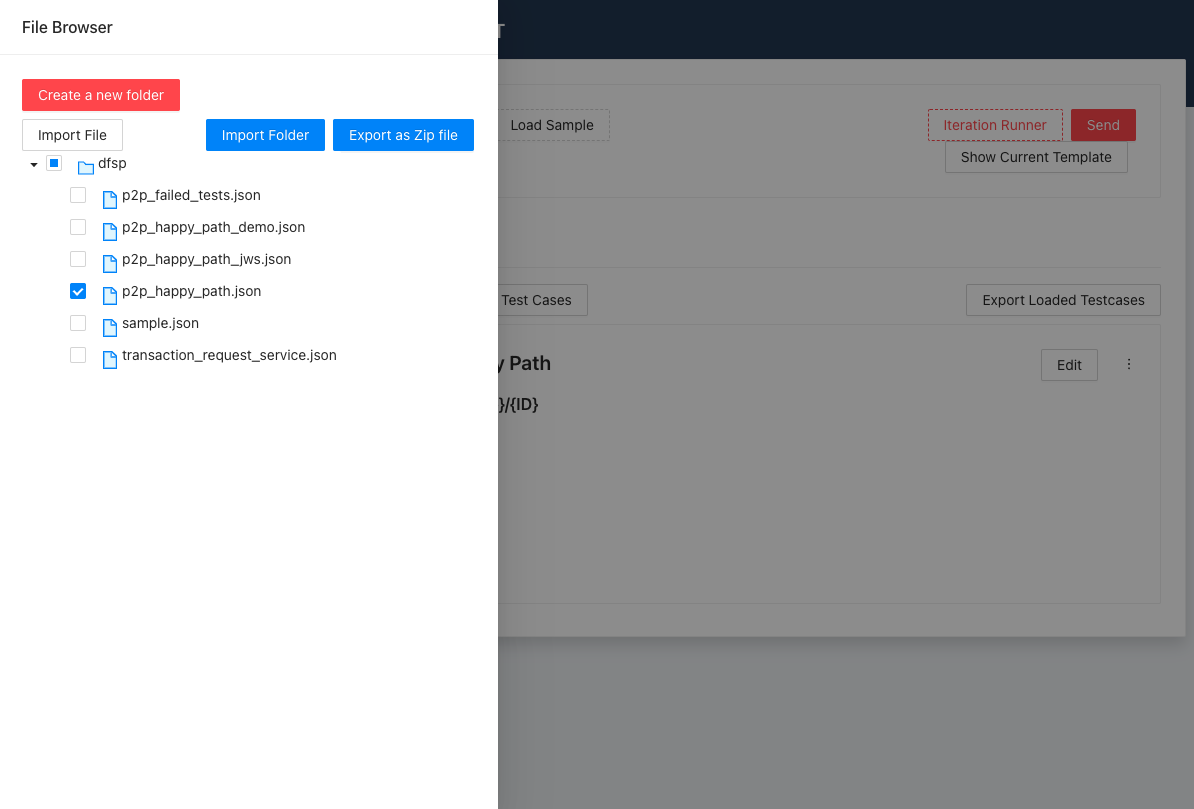 File Browser
Create a new folder
Import File Import Folder Export as Zip file
dfsp
p2p_failed_tests.json
p2p_happy_path_demo.json
p2p_happy_path_jws.json
p2p_happy_path.json
sample.json
transaction_request_service.json
T
Load Sample Iteration Runner Send
Show Current Template
Test Cases Export Loaded Testcases
y Path Edit
}/{ID}